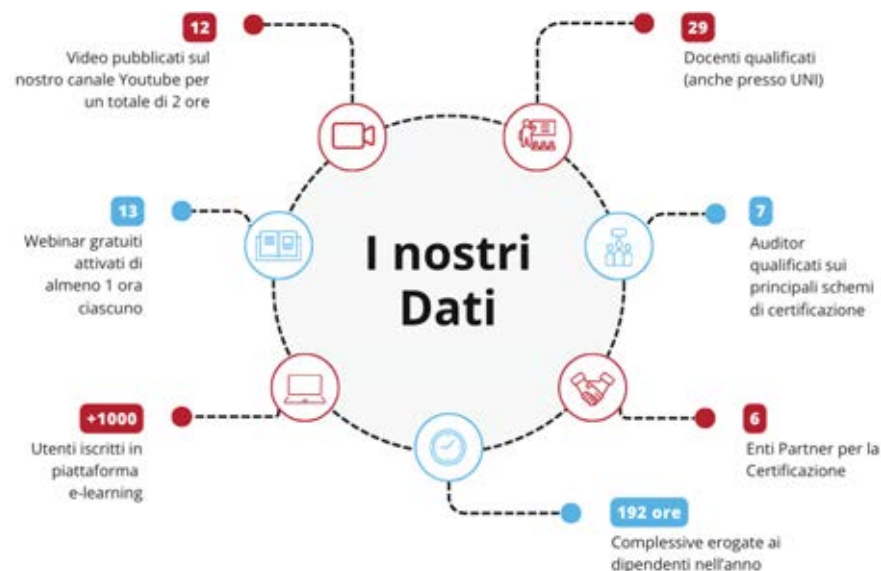 12
Video pubblicati sul
nostro canale Youtube per
un totale di 2 ore
29
Docenti qualificati
(anche presso UNI)
13
Webinar gratuiti
attivati di
almeno 1 ora
ciascuno
I nostri
Dati
7
Auditor
qualificati sui
principali schemi
di certificazione
+1000
Utenti iscritti in
piattaforma
e-learning
6
Enti Partner per la
Certificazione
192 ore
Complessive erogate ai
dipendenti nell'anno